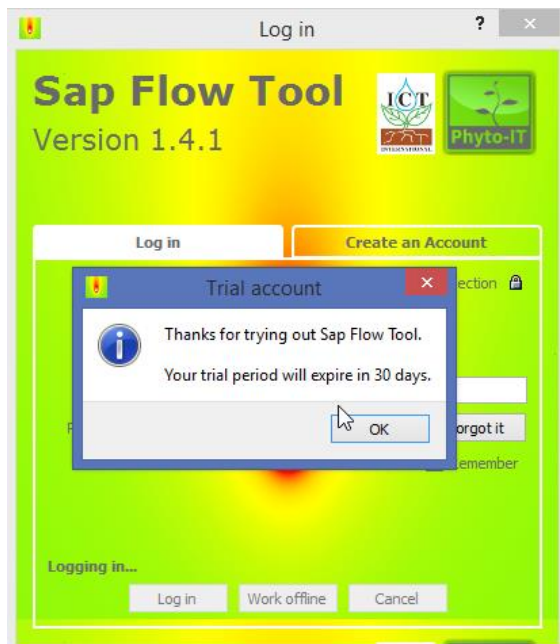 Log in
?
Sap Flow Tool
Version 1.4.1
ICT
INTERNATIONAL
Phyto-IT
Log in
Create an Account
ection
Trial account
Thanks for trying out Sap Flow Tool.
Your trial period will expire in 30 days.
OK
orgot it
emember
Logging in...
Log in
Work offline
Cancel